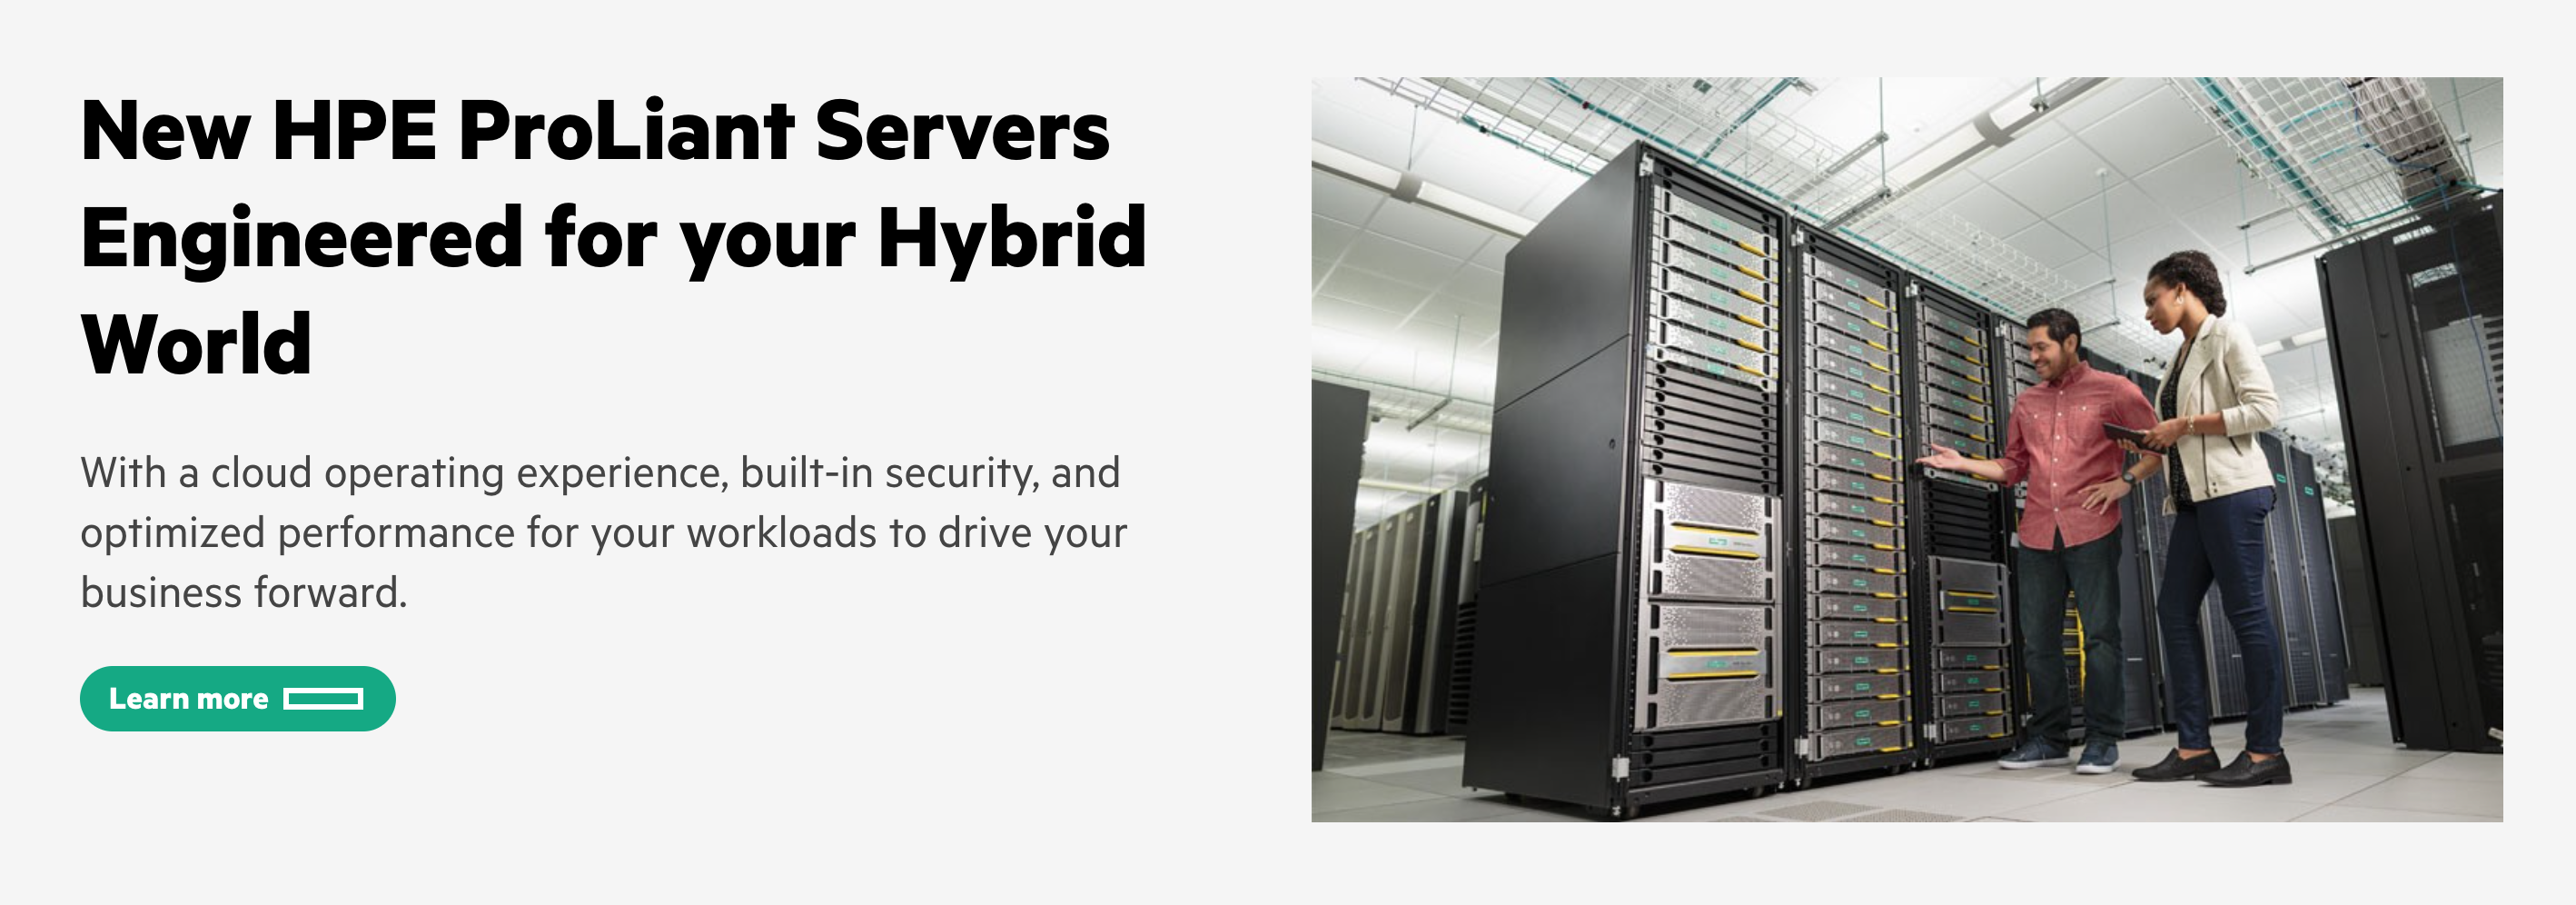 New HPE ProLiant Servers
Engineered for your Hybrid
World
With a cloud operating experience, built-in security, and
optimized performance for your workloads to drive your
business forward.
Learn more